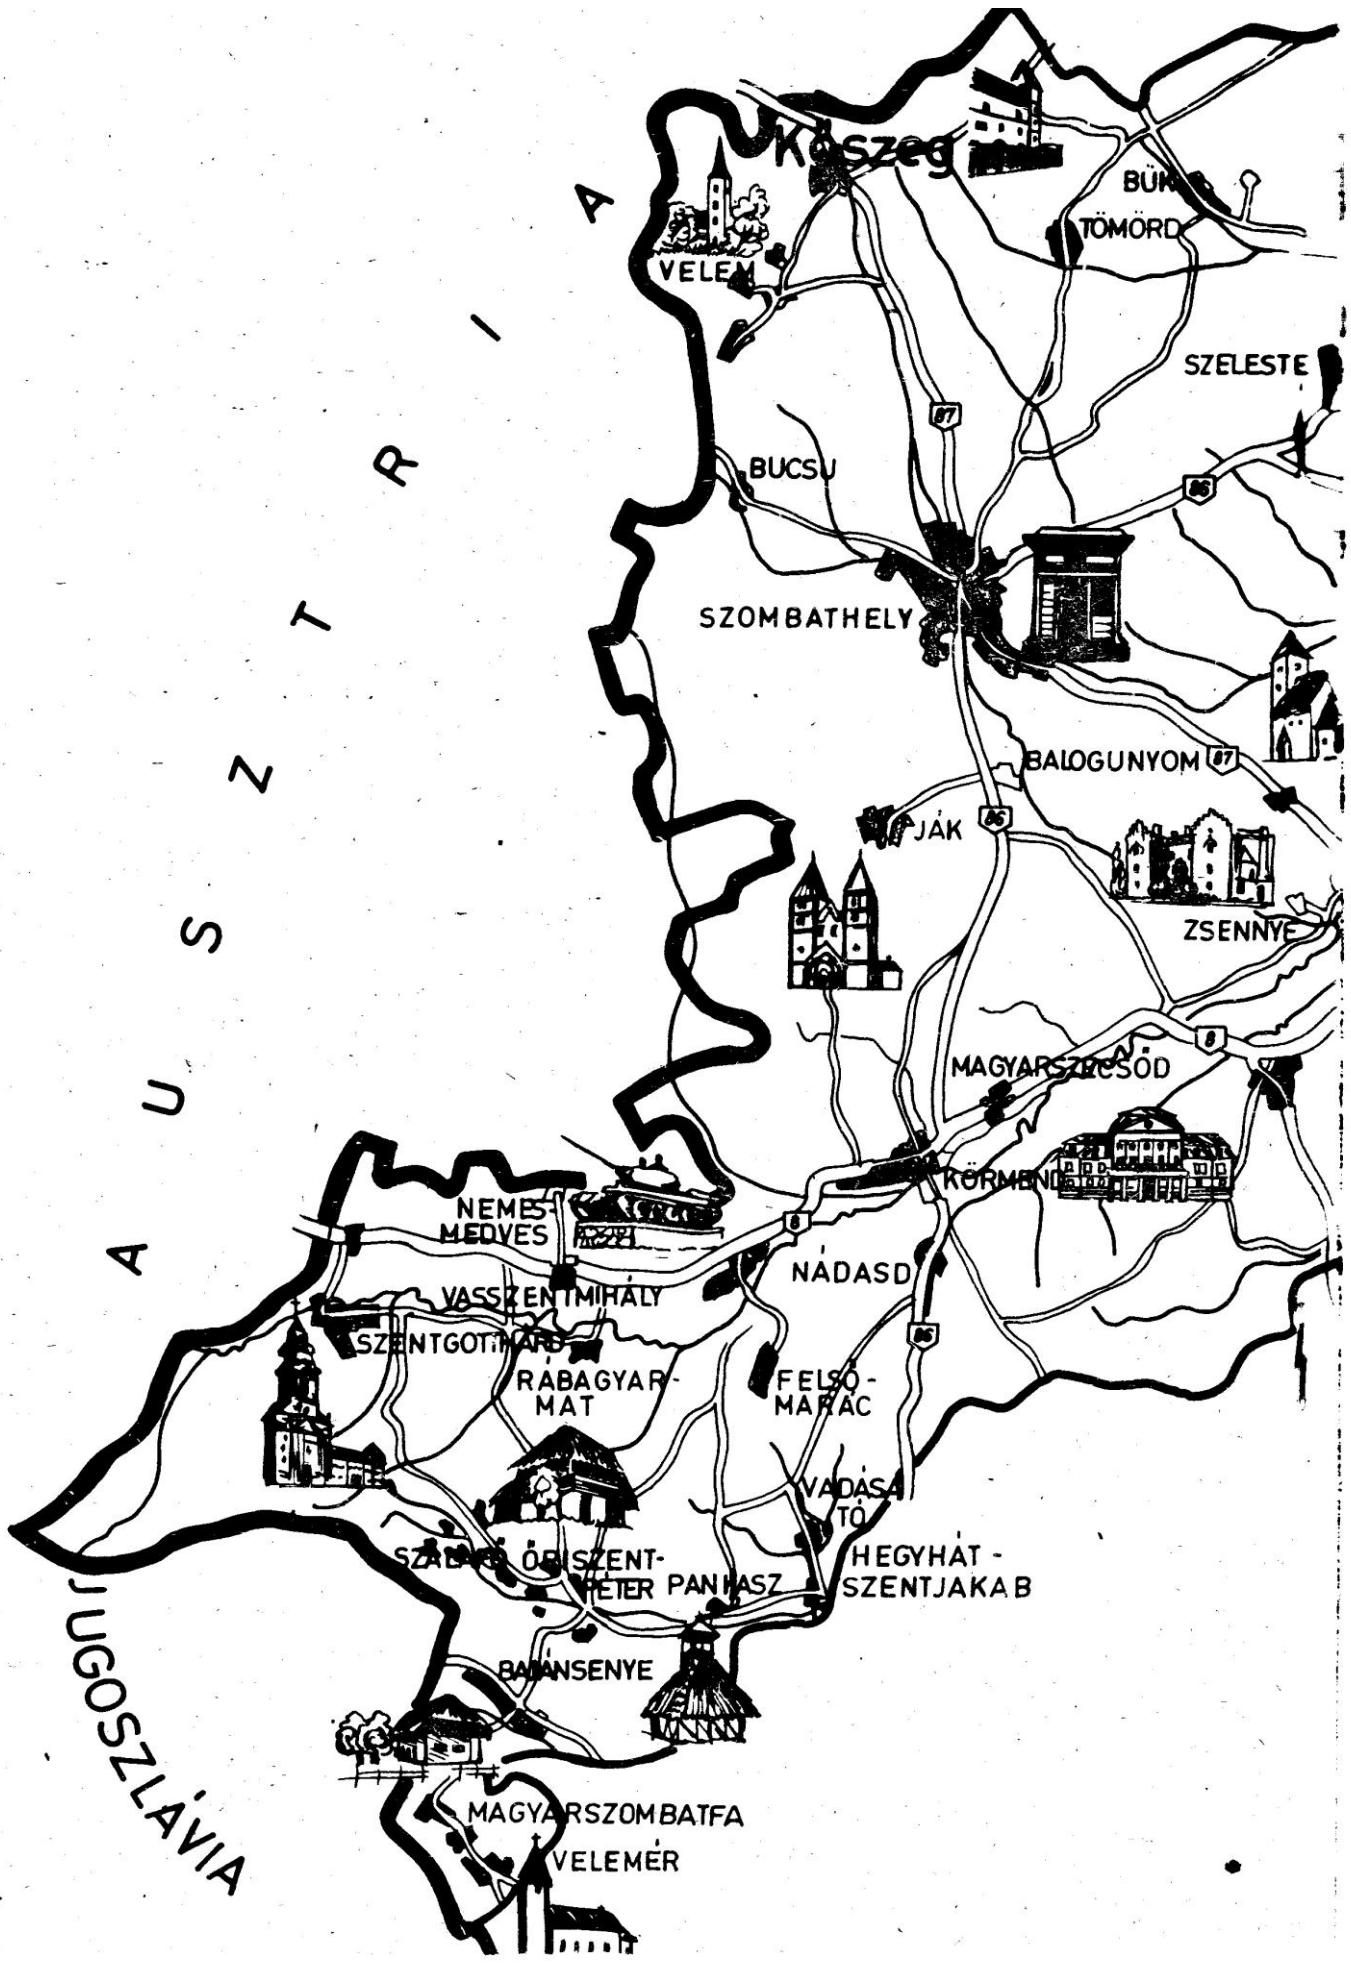 Kőszeg
BÜK
TÖMÖRD
VELEM
SZELESTE
87
BUCSU
86
SZOMBATHELY
BALOGUNYOM
87
JÁK
86
ZSENNYE
8
MAGYARSZECSŐD
KÖRMEND
NEMES-
MEDVES
8
NÁDASD
VASSZENTMIHÁLY
SZENTGOTTHÁRD
86
RÁBAGYAR-
MAT
FELSŐ-
MARÁC
VADÁSA
TÓ
HEGYHÁT-
SZENTJAKAB
ŐRISZENT-
PÉTER
PANKASZ
BAJÁNSENYE
MAGYARSZOMBATFA
VELEMÉR
AUSZTRIA
JUGOSZLÁVIA